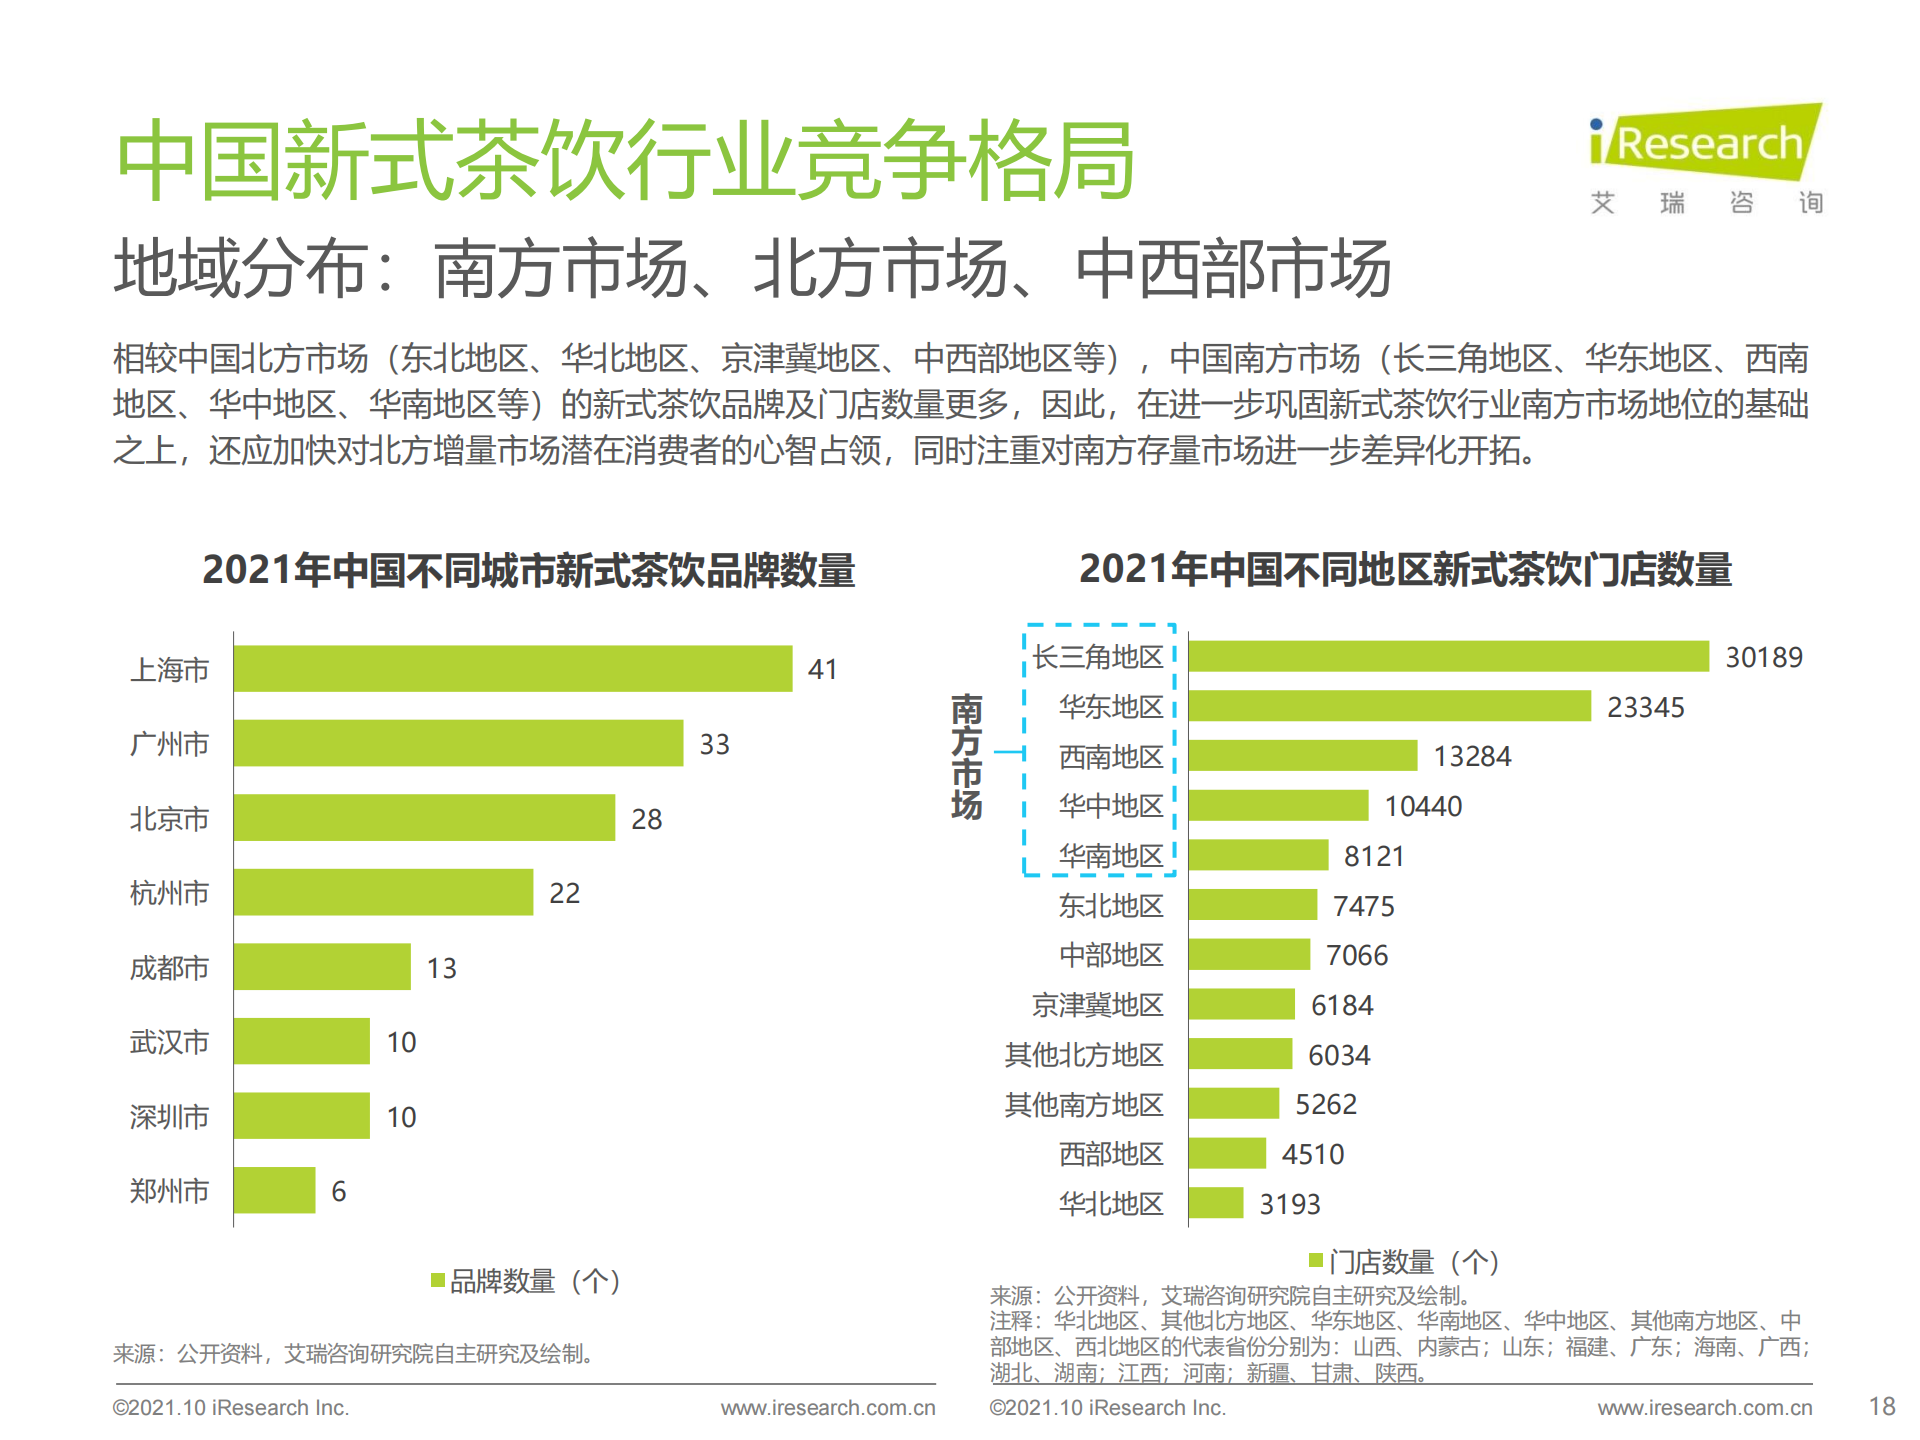 中国新式茶饮行业竞争格局
iResearch
艾瑞咨询
地域分布：南方市场、北方市场、中西部市场
相较中国北方市场（东北地区、华北地区、京津冀地区、中西部地区等），中国南方市场（长三角地区、华东地区、西南
地区、华中地区、华南地区等）的新式茶饮品牌及门店数量更多，因此，在进一步巩固新式茶饮行业南方市场地位的基础
之上，还应加快对北方增量市场潜在消费者的心智占领，同时注重对南方存量市场进一步差异化开拓。
2021年中国不同城市新式茶饮品牌数量
上海市 41
广州市 33
北京市 28
杭州市 22
成都市 13
武汉市 10
深圳市 10
郑州市 6
品牌数量（个）
来源：公开资料，艾瑞咨询研究院自主研究及绘制。
©2021.10 iResearch Inc. www.iresearch.com.cn
2021年中国不同地区新式茶饮门店数量
南方市场
长三角地区 30189
华东地区 23345
西南地区 13284
华中地区 10440
华南地区 8121
东北地区 7475
中部地区 7066
京津冀地区 6184
其他北方地区 6034
其他南方地区 5262
西部地区 4510
华北地区 3193
门店数量（个）
来源：公开资料，艾瑞咨询研究院自主研究及绘制。
注释：华北地区、其他北方地区、华东地区、华南地区、华中地区、其他南方地区、中
部地区、西北地区的代表省份分别为：山西、内蒙古；山东；福建、广东；海南、广西；
湖北、湖南；江西；河南；新疆、甘肃、陕西。
©2021.10 iResearch Inc. www.iresearch.com.cn
18